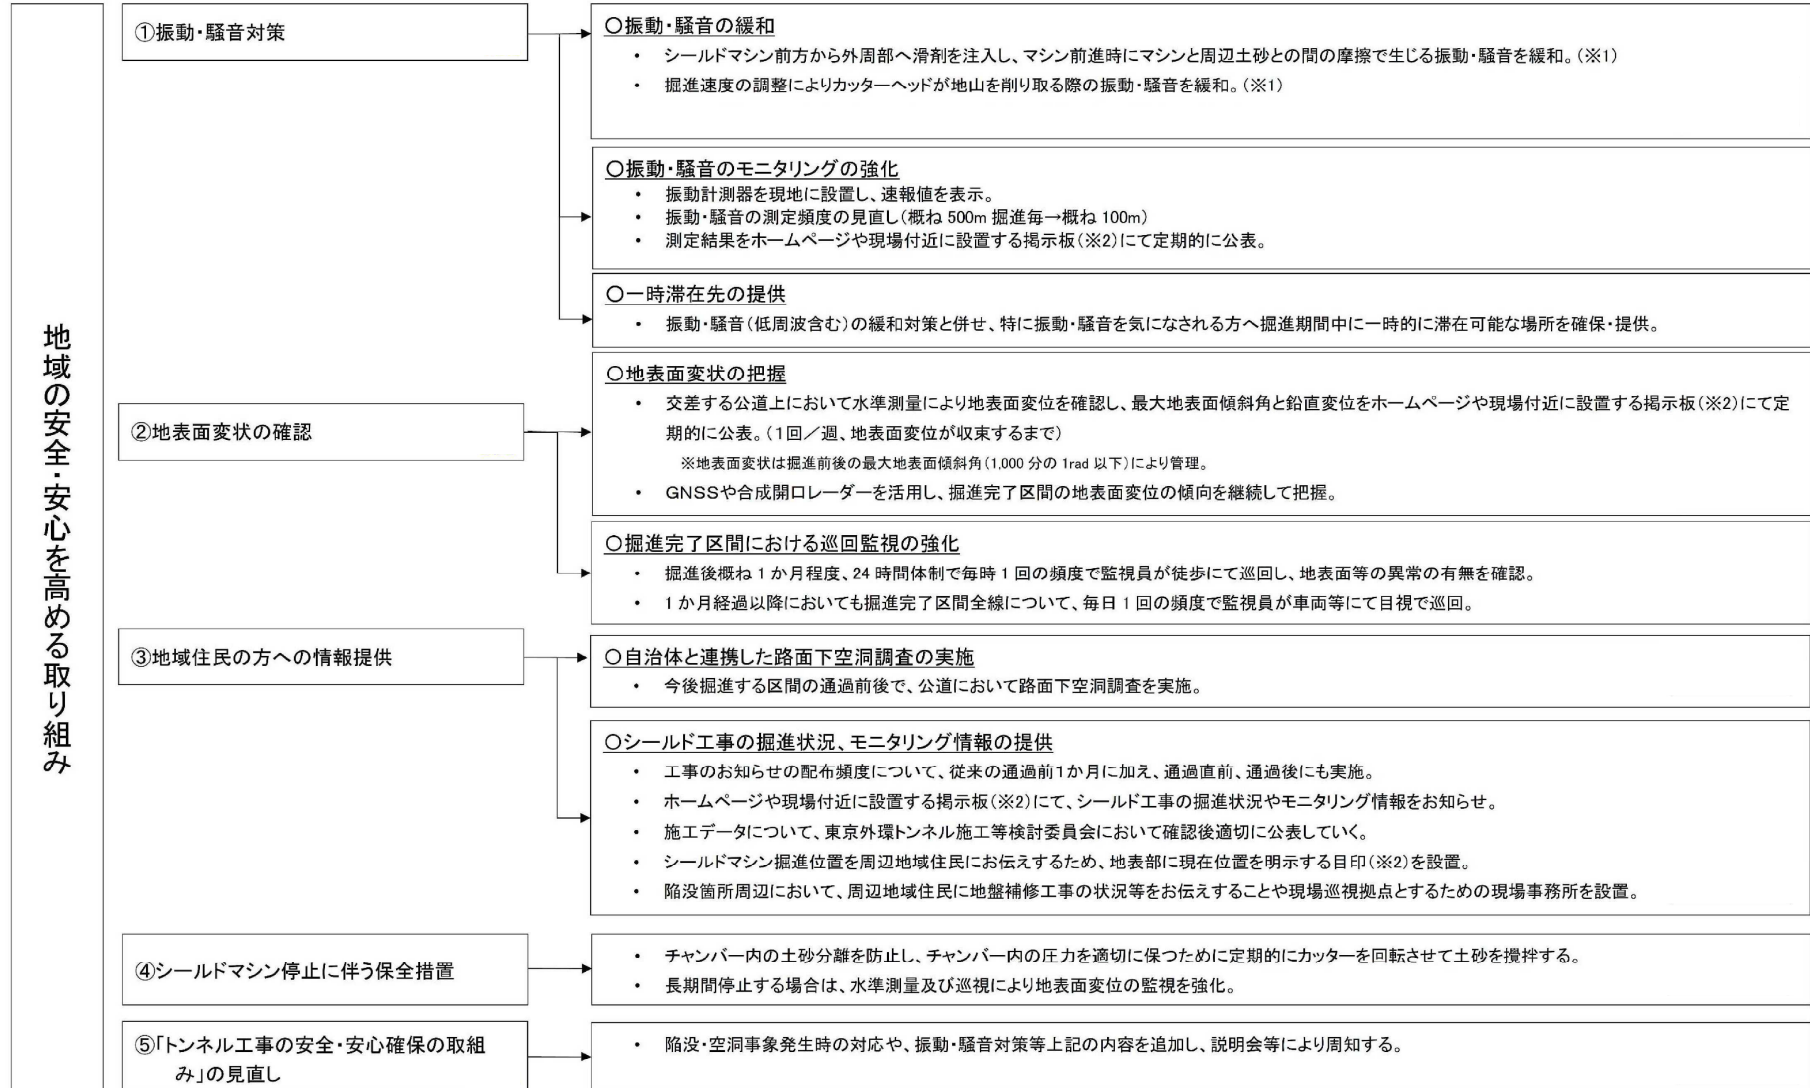 地域の安全・安心を高める取り組み
①振動・騒音対策
〇振動・騒音の緩和
・ シールドマシン前方から外周部へ滑剤を注入し、マシン前進時にマシンと周辺土砂との間の摩擦で生じる振動・騒音を緩和。(※1)
・ 掘進速度の調整によりカッターヘッドが地山を削り取る際の振動・騒音を緩和。(※1)
〇振動・騒音のモニタリングの強化
・ 振動計測器を現地に設置し、速報値を表示。
・ 振動・騒音の測定頻度の見直し(概ね 500m 掘進毎→概ね 100m)
・ 測定結果をホームページや現場付近に設置する掲示板(※2)にて定期的に公表。
〇一時滞在先の提供
・ 振動・騒音(低周波含む)の緩和対策と併せ、特に振動・騒音を気になされる方へ掘進期間中に一時的に滞在可能な場所を確保・提供。
②地表面変状の確認
〇地表面変状の把握
・ 交差する公道上において水準測量により地表面変位を確認し、最大地表面傾斜角と鉛直変位をホームページや現場付近に設置する掲示板(※2)にて定
期的に公表。(1回/週、地表面変位が収束するまで)
※地表面変状は掘進前後の最大地表面傾斜角(1,000 分の 1rad 以下)により管理。
・ GNSSや合成開口レーダーを活用し、掘進完了区間の地表面変位の傾向を継続して把握。
〇掘進完了区間における巡回監視の強化
・ 掘進後概ね 1 か月程度、24 時間体制で毎時 1 回の頻度で監視員が徒歩にて巡回し、地表面等の異常の有無を確認。
・ 1 か月経過以降においても掘進完了区間全線について、毎日 1 回の頻度で監視員が車両等にて目視で巡回。
③地域住民の方への情報提供
〇自治体と連携した路面下空洞調査の実施
・ 今後掘進する区間の通過前後で、公道において路面下空洞調査を実施。
〇シールド工事の掘進状況、モニタリング情報の提供
・ 工事のお知らせの配布頻度について、従来の通過前1か月に加え、通過直前、通過後にも実施。
・ ホームページや現場付近に設置する掲示板(※2)にて、シールド工事の掘進状況やモニタリング情報をお知らせ。
・ 施工データについて、東京外環トンネル施工等検討委員会において確認後適切に公表していく。
・ シールドマシン掘進位置を周辺地域住民にお伝えするため、地表部に現在位置を明示する目印(※2)を設置。
・ 陥没箇所周辺において、周辺地域住民に地盤補修工事の状況等をお伝えすることや現場巡視拠点とするための現場事務所を設置。
④シールドマシン停止に伴う保全措置
・ チャンバー内の土砂分離を防止し、チャンバー内の圧力を適切に保つために定期的にカッターを回転させて土砂を攪拌する。
・ 長期間停止する場合は、水準測量及び巡視により地表面変位の監視を強化。
⑤「トンネル工事の安全・安心確保の取組
み」の見直し
・ 陥没・空洞事象発生時の対応や、振動・騒音対策等上記の内容を追加し、説明会等により周知する。